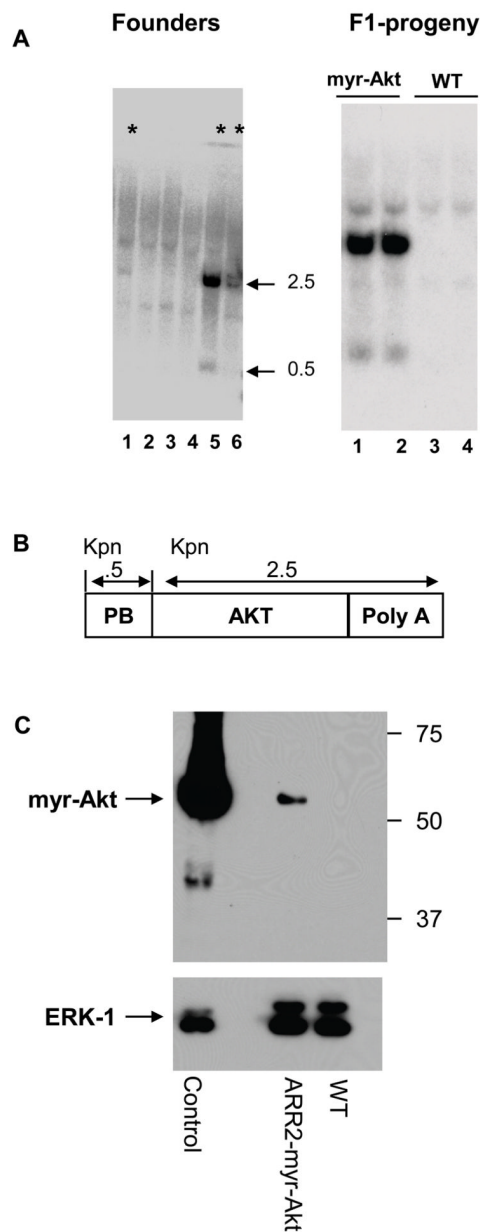 Founders
F1-progeny
A
myr-Akt WT
* * *
2.5
0.5
1 2 3 4 5 6
1 2 3 4
B
Kpn Kpn
.5 2.5
PB AKT Poly A
C
75
myr-Akt
50
37
ERK-1
Control
ARR2-myr-Akt
WT